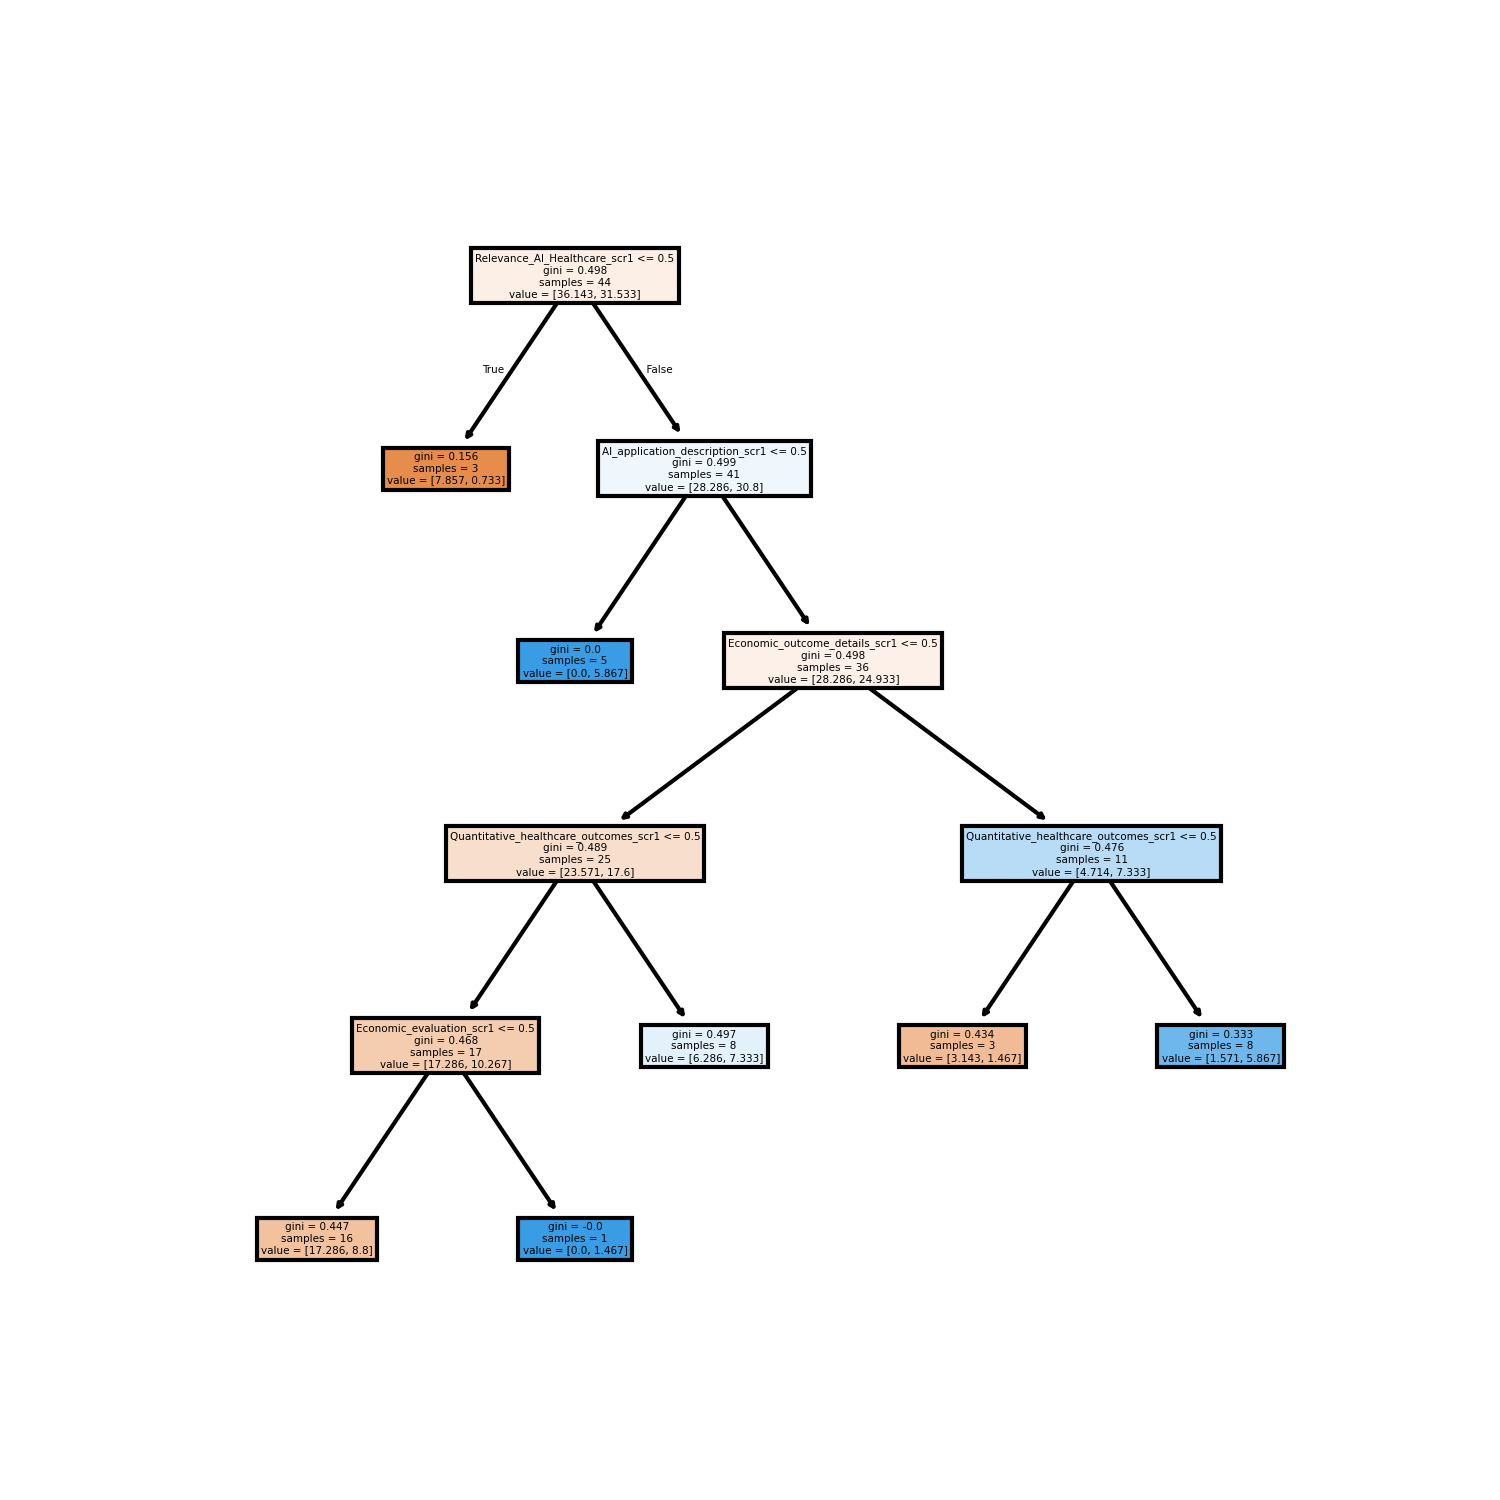 Relevance_AI_Healthcare_scr1 <= 0.5
gini = 0.498
samples = 44
value = [36.143, 31.533]
True
False
gini = 0.156
samples = 3
value = [7.857, 0.733]
AI_application_description_scr1 <= 0.5
gini = 0.499
samples = 41
value = [28.286, 30.8]
gini = 0.0
samples = 5
value = [0.0, 5.867]
Economic_outcome_details_scr1 <= 0.5
gini = 0.498
samples = 36
value = [28.286, 24.933]
Quantitative_healthcare_outcomes_scr1 <= 0.5
gini = 0.489
samples = 25
value = [23.571, 17.6]
Quantitative_healthcare_outcomes_scr1 <= 0.5
gini = 0.476
samples = 11
value = [4.714, 7.333]
Economic_evaluation_scr1 <= 0.5
gini = 0.468
samples = 17
value = [17.286, 10.267]
gini = 0.497
samples = 8
value = [6.286, 7.333]
gini = 0.434
samples = 3
value = [3.143, 1.467]
gini = 0.333
samples = 8
value = [1.571, 5.867]
gini = 0.447
samples = 16
value = [17.286, 8.8]
gini = -0.0
samples = 1
value = [0.0, 1.467]